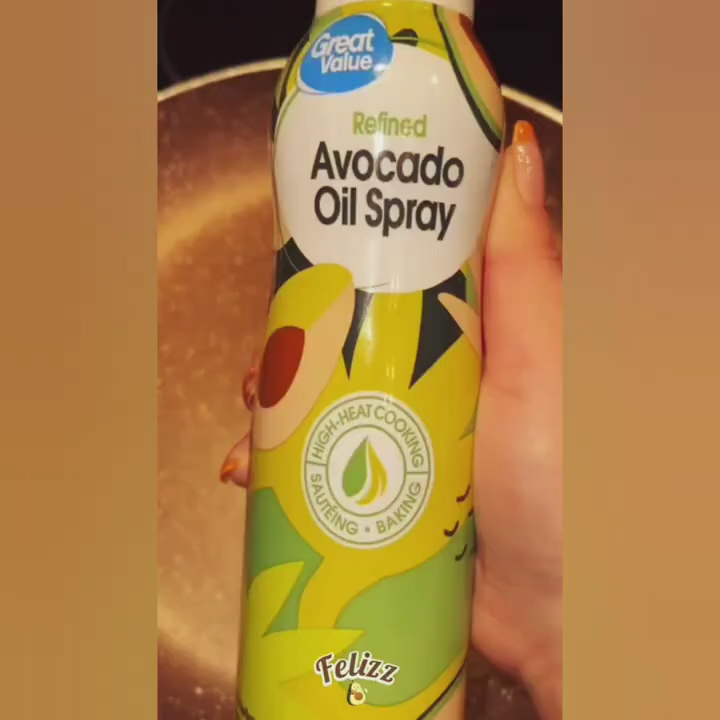 Great
Value
Refined
Avocado
Oil Spray
HIGH-HEAT COOKING
SAUTÉING • BAKING
Felizz